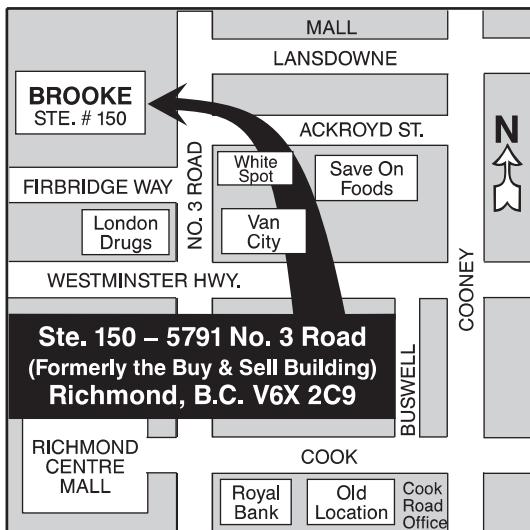 MALL
LANSDOWNE
BROOKE
STE. # 150
ACKROYD ST.
N
White
Spot
Save On
Foods
FIRBRIDGE WAY
NO. 3 ROAD
London
Drugs
Van
City
WESTMINSTER HWY.
COONEY
Ste. 150 – 5791 No. 3 Road
(Formerly the Buy & Sell Building)
Richmond, B.C. V6X 2C9
BUSWELL
RICHMOND
CENTRE
MALL
COOK
Royal
Bank
Old
Location
Cook
Road
Office